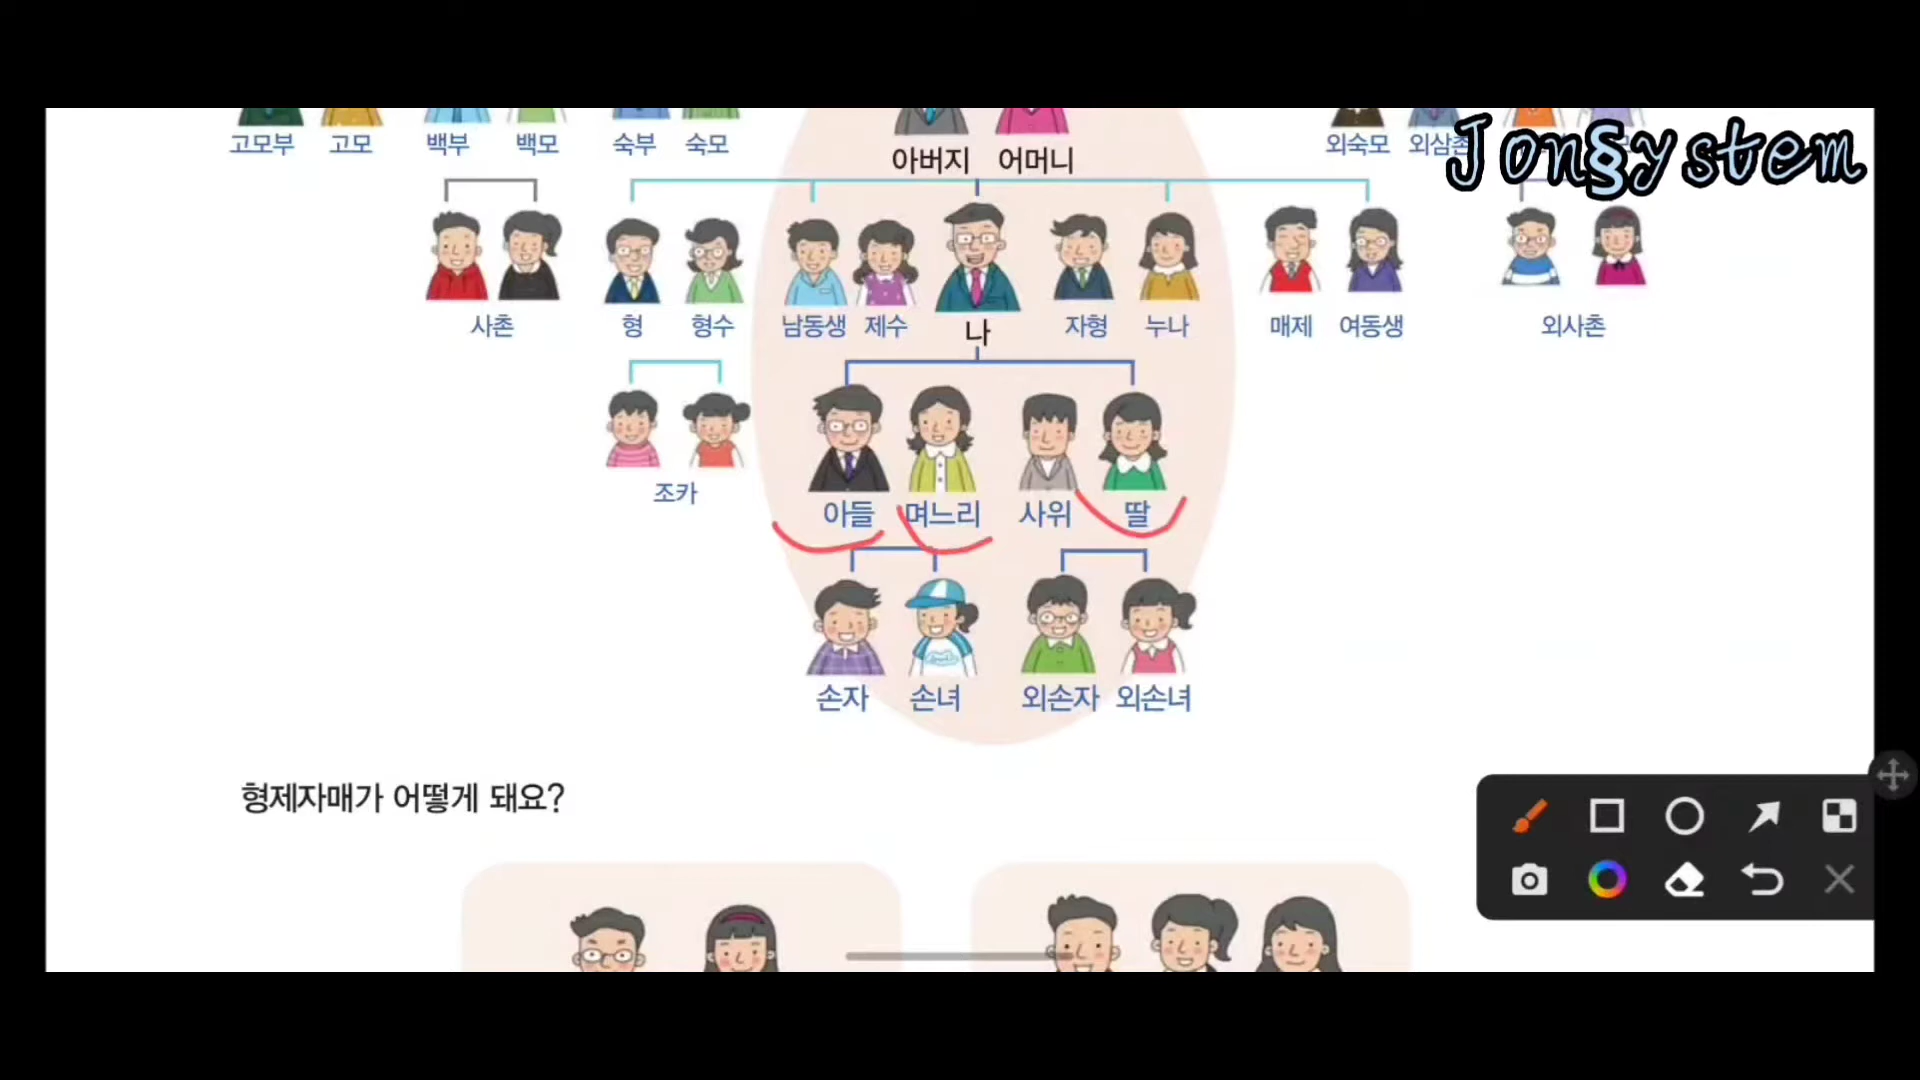 고모부 고모 백부 백모 숙부 숙모 아버지 어머니 외숙모 외삼촌
JonSystem
사촌 형 형수 남동생 제수 나 자형 누나 매제 여동생 외사촌
조카 아들 며느리 사위 딸
손자 손녀 외손자 외손녀
형제자매가 어떻게 돼요?